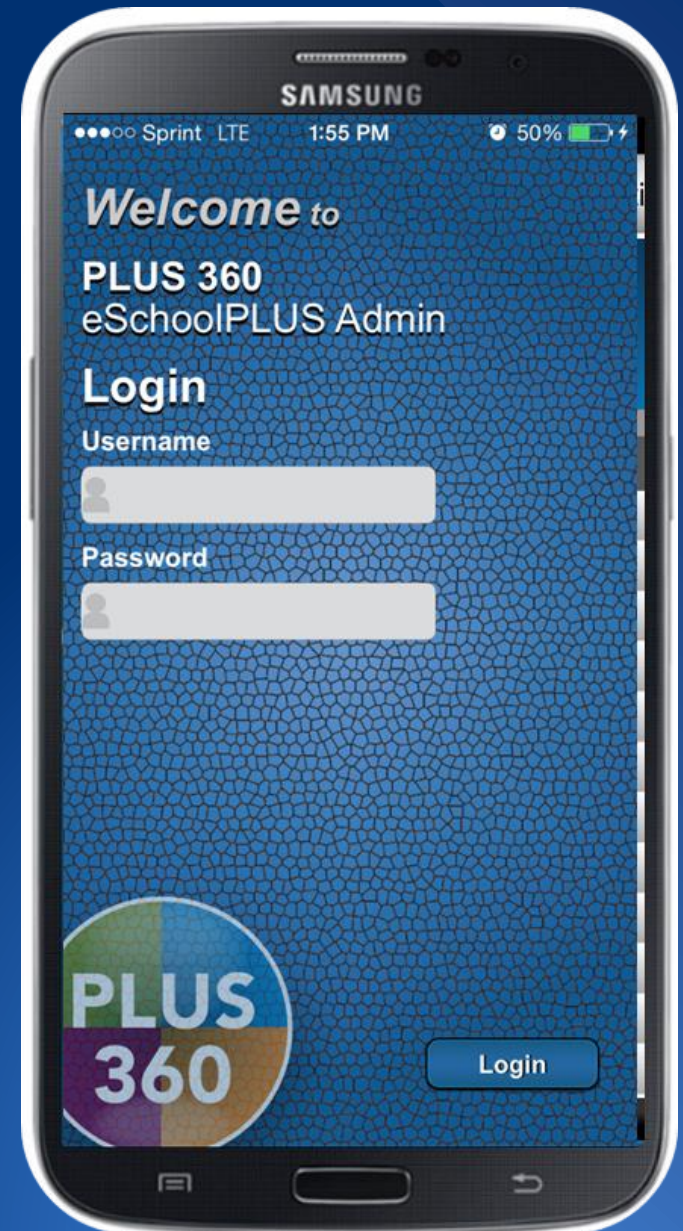 SAMSUNG
Sprint LTE 1:55 PM 50%
Welcome to
PLUS 360
eSchoolPLUS Admin
Login
Username
Password
PLUS
360
Login